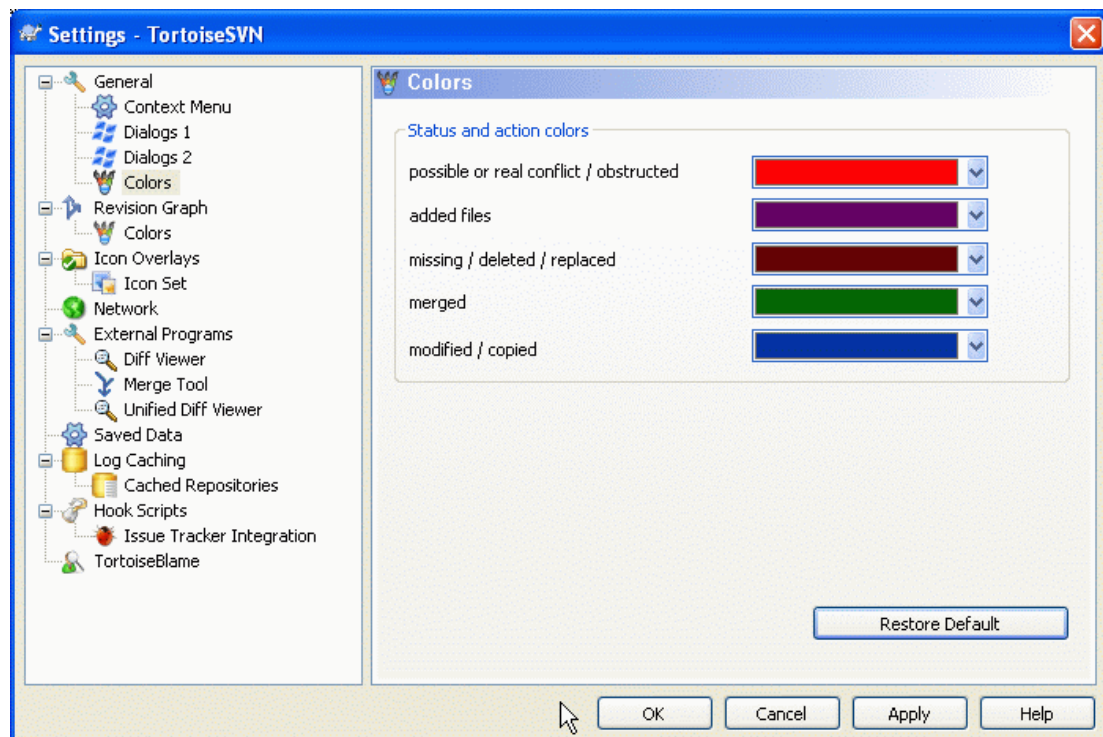 Settings - TortoiseSVN
General
Context Menu
Dialogs 1
Dialogs 2
Colors
Revision Graph
Colors
Icon Overlays
Icon Set
Network
External Programs
Diff Viewer
Merge Tool
Unified Diff Viewer
Saved Data
Log Caching
Cached Repositories
Hook Scripts
Issue Tracker Integration
TortoiseBlame
Colors
Status and action colors
possible or real conflict / obstructed
added files
missing / deleted / replaced
merged
modified / copied
Restore Default
OK Cancel Apply Help